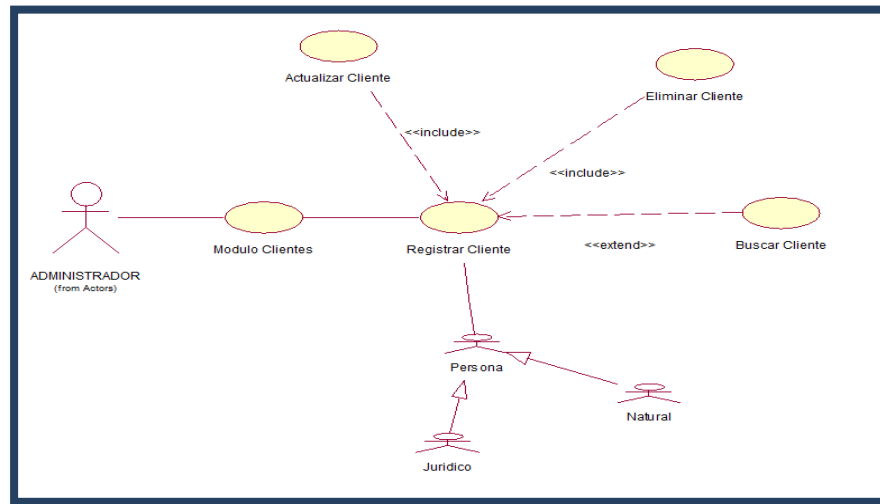 Actualizar Cliente
Eliminar Cliente
<<include>>
<<include>>
ADMINISTRADOR
(from Actors)
Modulo Clientes
Registrar Cliente
<<extend>>
Buscar Cliente
Persona
Natural
Juridico